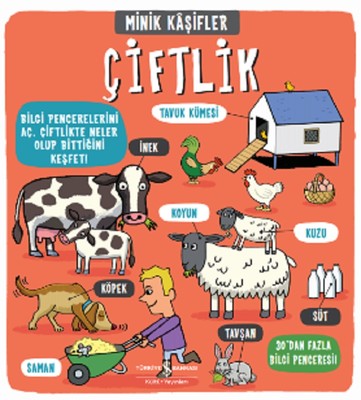 MİNİK KÂŞİFLER
ÇİFTLİK
TAVUK KÜMESİ
BİLGİ PENCERELERİNİ
AÇ, ÇİFTLİKTE NELER
OLUP BİTTİĞİNİ
KEŞFET!
İNEK
KOYUN
KUZU
KÖPEK
SÜT
TAVŞAN
30'DAN FAZLA
BİLGİ PENCERESİ!
SAMAN
TÜRKİYE İŞ BANKASI
Kültür Yayınları